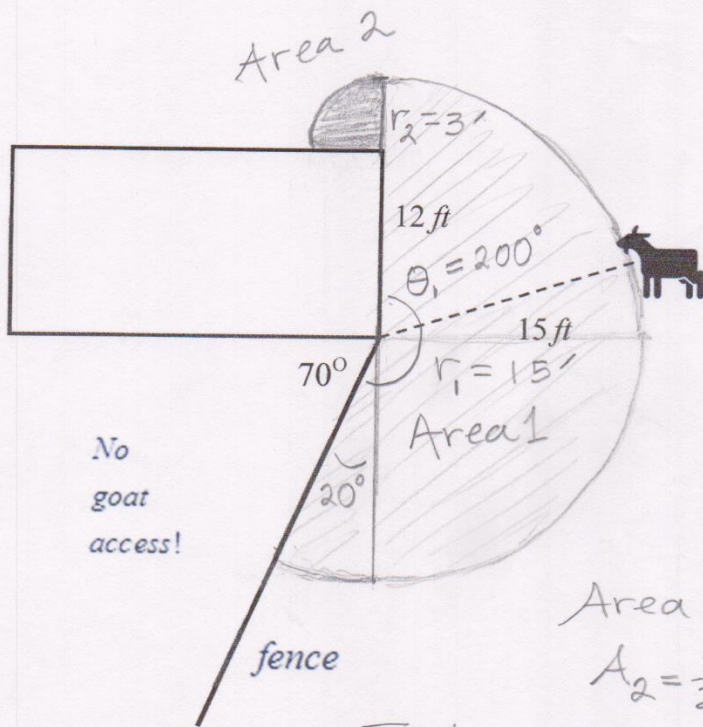 Area 2
r₂ = 3′
12 ft
θ₁ = 200°
15 ft
70°
r₁ = 15′
Area 1
20°
No
goat
access!
fence
Area
A₂ =